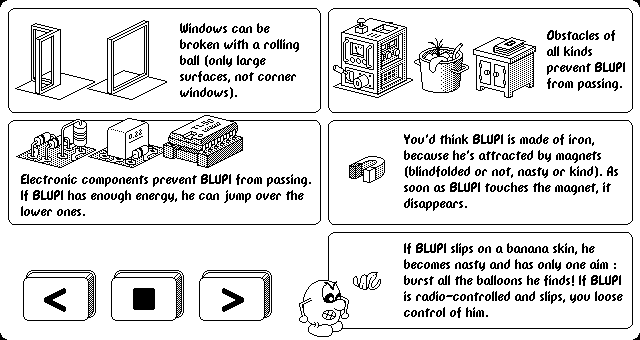 Windows can be
broken with a rolling
ball (only large
surfaces, not corner
windows).
Obstacles of
all kinds
prevent BLUPI
from passing.
Electronic components prevent BLUPI from passing.
If BLUPI has enough energy, he can jump over the
lower ones.
You'd think BLUPI is made of iron,
because he's attracted by magnets
(blindfolded or not, nasty or kind). As
soon as BLUPI touches the magnet, it
disappears.
If BLUPI slips on a banana skin, he
becomes nasty and has only one aim :
burst all the balloons he finds! If BLUPI
is radio-controlled and slips, you loose
control of him.
< ■ >